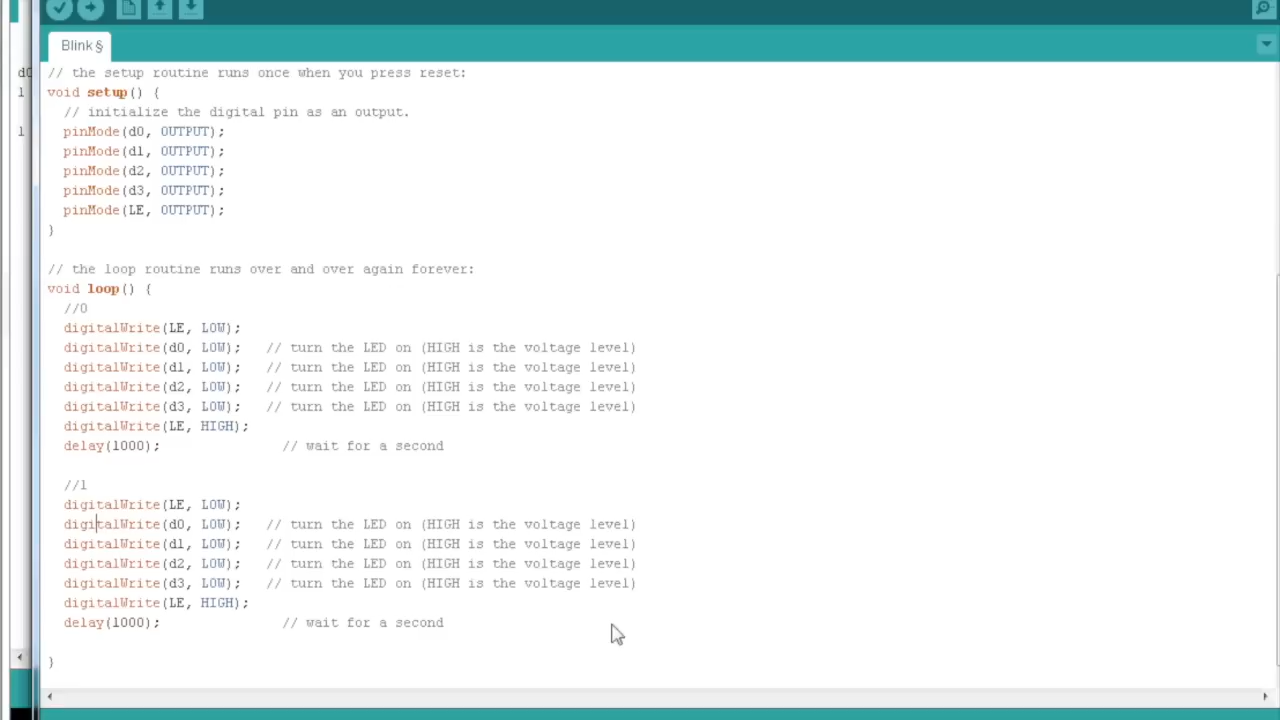 Blink §
// the setup routine runs once when you press reset:
void setup() {
// initialize the digital pin as an output.
pinMode(d0, OUTPUT);
pinMode(d1, OUTPUT);
pinMode(d2, OUTPUT);
pinMode(d3, OUTPUT);
pinMode(LE, OUTPUT);
}
// the loop routine runs over and over again forever:
void loop() {
//0
digitalWrite(LE, LOW);
digitalWrite(d0, LOW);   // turn the LED on (HIGH is the voltage level)
digitalWrite(d1, LOW);   // turn the LED on (HIGH is the voltage level)
digitalWrite(d2, LOW);   // turn the LED on (HIGH is the voltage level)
digitalWrite(d3, LOW);   // turn the LED on (HIGH is the voltage level)
digitalWrite(LE, HIGH);
delay(1000);               // wait for a second
//1
digitalWrite(LE, LOW);
digitalWrite(d0, LOW);   // turn the LED on (HIGH is the voltage level)
digitalWrite(d1, LOW);   // turn the LED on (HIGH is the voltage level)
digitalWrite(d2, LOW);   // turn the LED on (HIGH is the voltage level)
digitalWrite(d3, LOW);   // turn the LED on (HIGH is the voltage level)
digitalWrite(LE, HIGH);
delay(1000);               // wait for a second
}